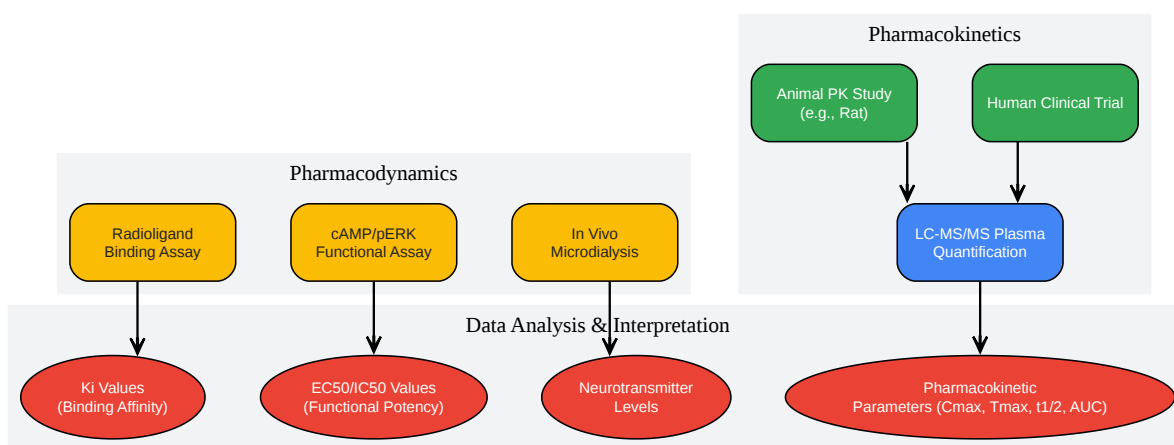 Pharmacokinetics
Animal PK Study
(e.g., Rat)
Human Clinical Trial
Pharmacodynamics
Radioligand
Binding Assay
cAMP/pERK
Functional Assay
In Vivo
Microdialysis
LC-MS/MS Plasma
Quantification
Data Analysis & Interpretation
Ki Values
(Binding Affinity)
EC50/IC50 Values
(Functional Potency)
Neurotransmitter
Levels
Pharmacokinetic
Parameters (Cmax, Tmax, t1/2, AUC)